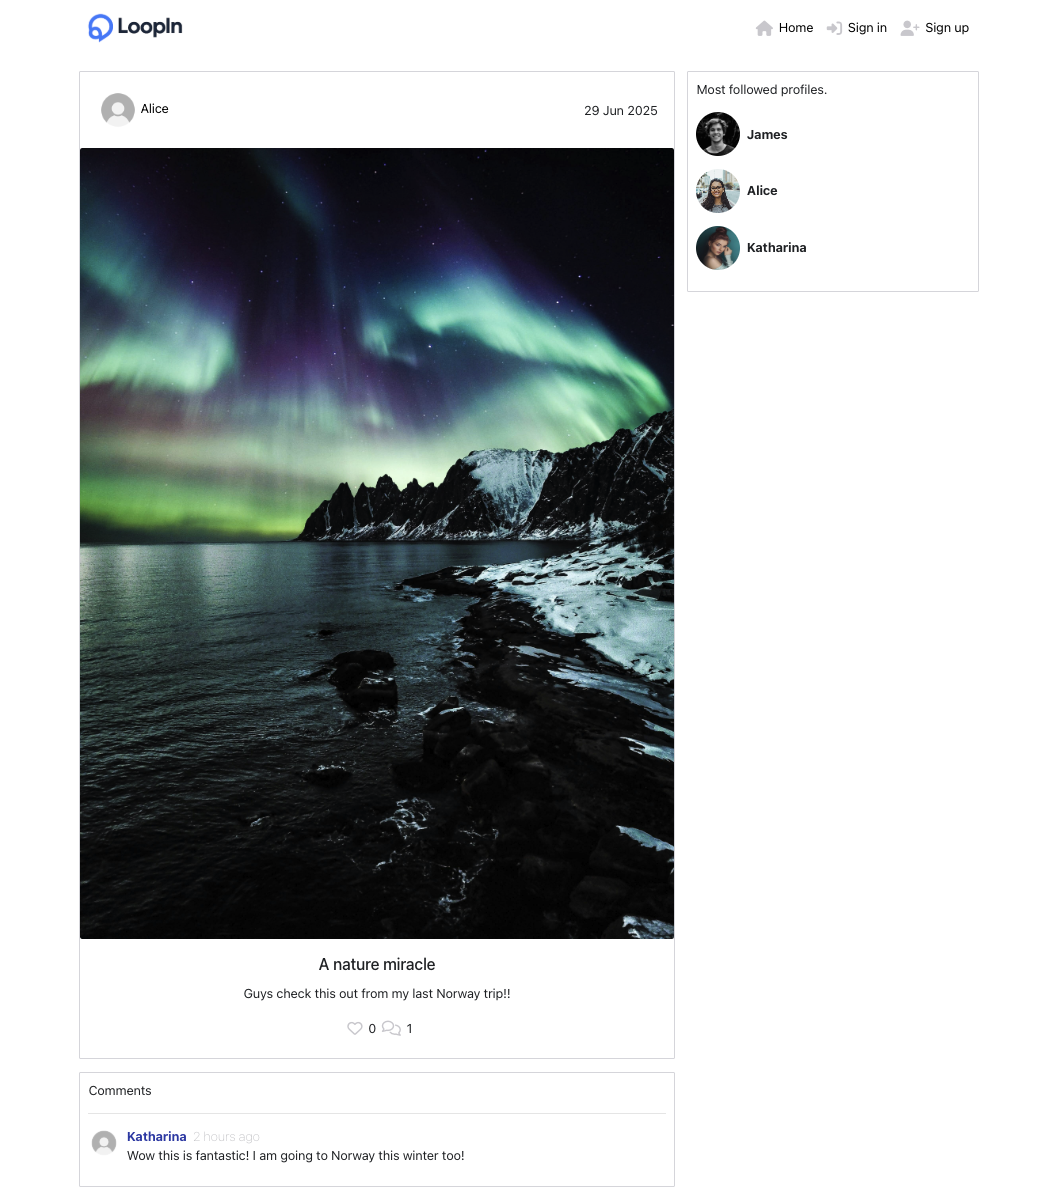 LoopIn
Home Sign in Sign up
Alice
29 Jun 2025
A nature miracle
Guys check this out from my last Norway trip!!
0 1
Comments
Katharina 2 hours ago
Wow this is fantastic! I am going to Norway this winter too!
Most followed profiles.
James
Alice
Katharina